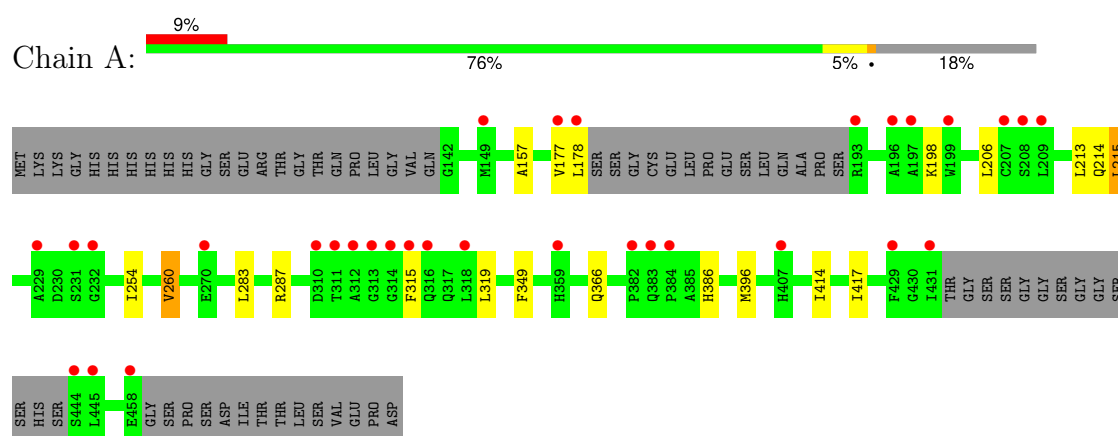 9%
Chain A:
76% 5% • 18%
MET LYS LYS GLY HIS HIS HIS HIS HIS HIS GLY SER GLU ARG THR GLY THR GLN PRO LEU GLY VAL GLN G142 M149 A157 V177 L178 SER SER GLY CYS GLU LEU PRO GLU SER LEU GLN ALA PRO SER R193 A196 A197 K198 W199 L206 C207 S208 L209 L213 Q214 L215
A229 D230 S231 G232 I254 V260 E270 L283 R287 D310 T311 A312 G313 G314 F315 Q316 Q317 L318 L319 F349 H359 Q366 P382 Q383 P384 A385 H386 M396 H407 I414 I417 F429 G430 I431 THR GLY SER SER GLY GLY SER GLY GLY SER
SER HIS SER S444 L445 E458 GLY SER PRO SER ASP ILE THR THR LEU SER VAL GLU PRO ASP